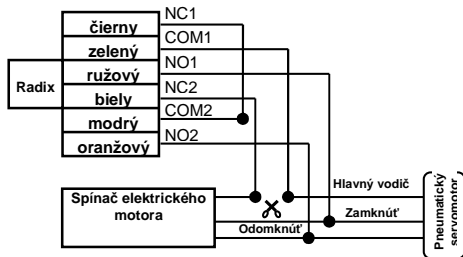 čierny NC1
zelený COM1
ružový NO1
Radix
biely NC2
modrý COM2
oranžový NO2
Spínač elektrického
motora
Hlavný vodič
Zamknúť
Odomknúť
Pneumatický
servomotor